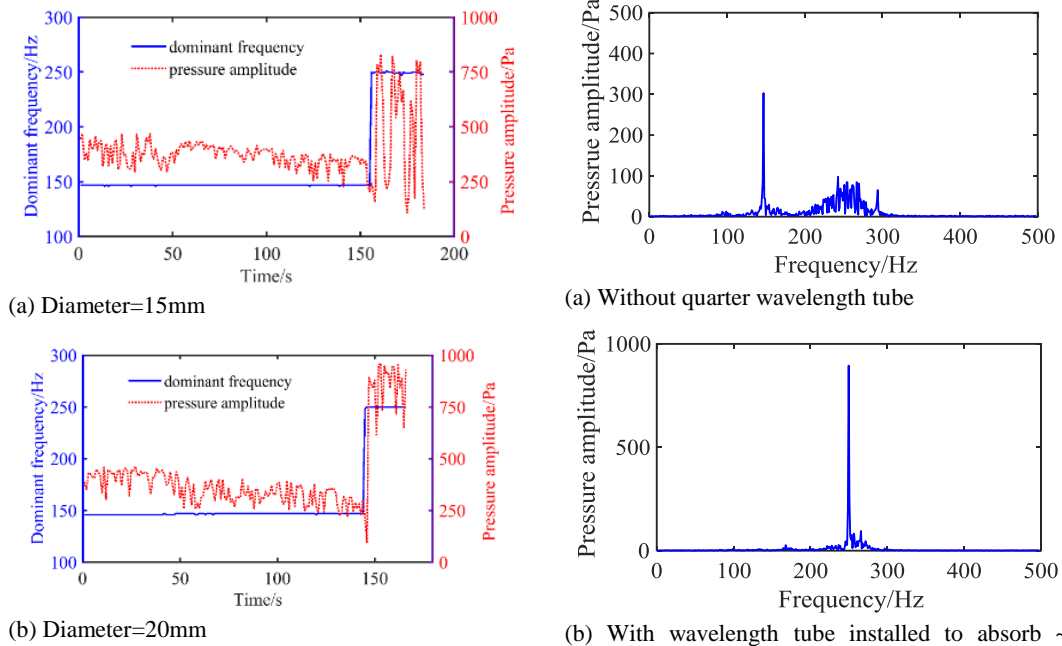 300
250
200
150
100
Dominant frequency/Hz
1000
750
500
250
0
Pressure amplitude/Pa
dominant frequency
pressure amplitude
0 50 100 150 200
Time/s
(a) Diameter=15mm
300
250
200
150
100
Dominant frequency/Hz
1000
750
500
250
0
Pressure amplitude/Pa
dominant frequency
pressure amplitude
0 50 100 150
Time/s
(b) Diameter=20mm
500
400
300
200
100
0
Pressrue amplitude/Pa
0 100 200 300 400 500
Frequency/Hz
(a) Without quarter wavelength tube
1000
500
0
Pressure amplitude/Pa
0 100 200 300 400 500
Frequency/Hz
(b) With wavelength tube installed to absorb ~